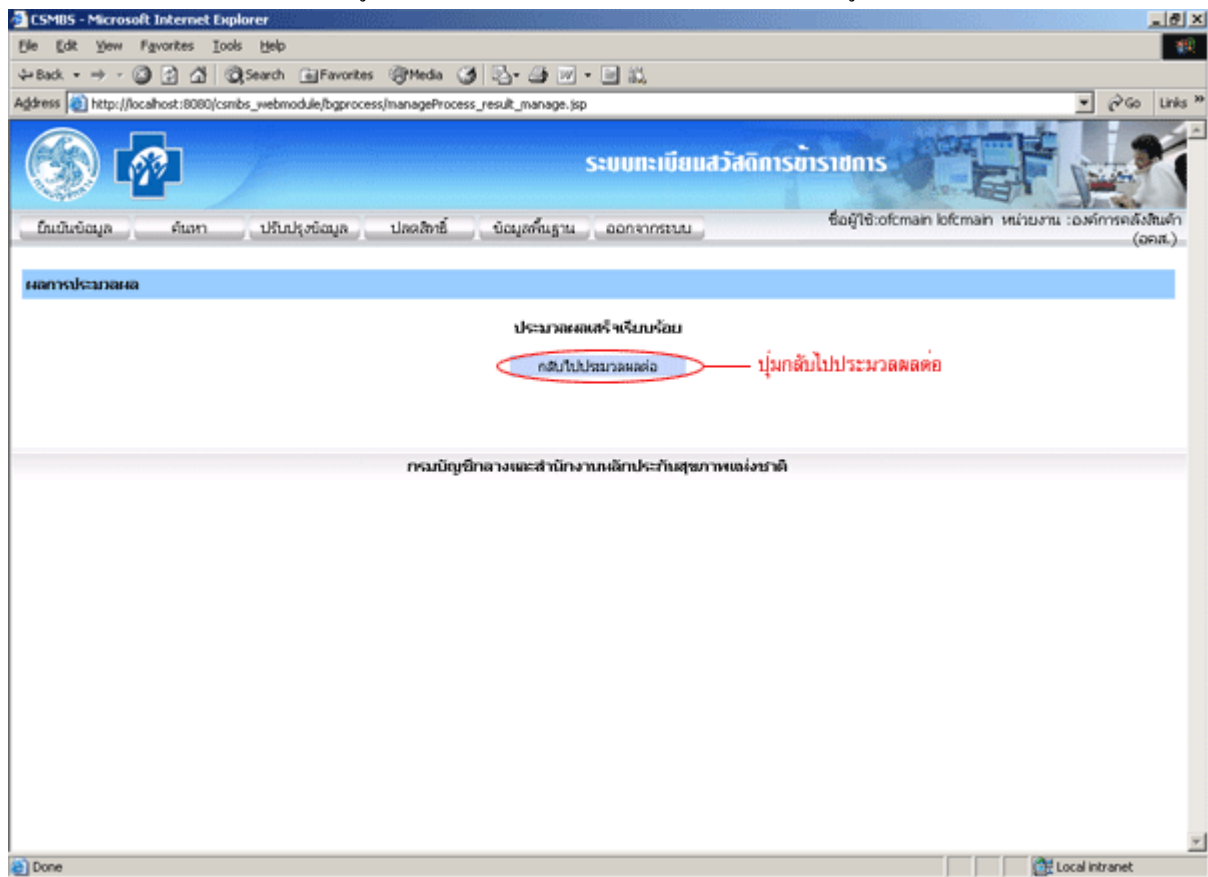 CSMBS - Microsoft Internet Explorer
File Edit View Favorites Tools Help
Back Search Favorites Media
Address http://localhost:8080/csmbs_webmodule/bgprocess/manageProcess_result_manage.jsp Go Links »
ระบบทะเบียนสวัสดิการข้าราชการ
ยืนยันข้อมูล ค้นหา ปรับปรุงข้อมูล ปลดสิทธิ์ ข้อมูลพื้นฐาน ออกจากระบบ
ชื่อผู้ใช้:ofcmain lofcmain หน่วยงาน :องค์การคลังสินค้า
(อคส.)
ผลการประมวลผล
ประมวลผลเสร็จเรียบร้อย
กลับไปประมวลผลต่อ ปุ่มกลับไปประมวลผลต่อ
กรมบัญชีกลางและสำนักงานหลักประกันสุขภาพแห่งชาติ
Done Local intranet